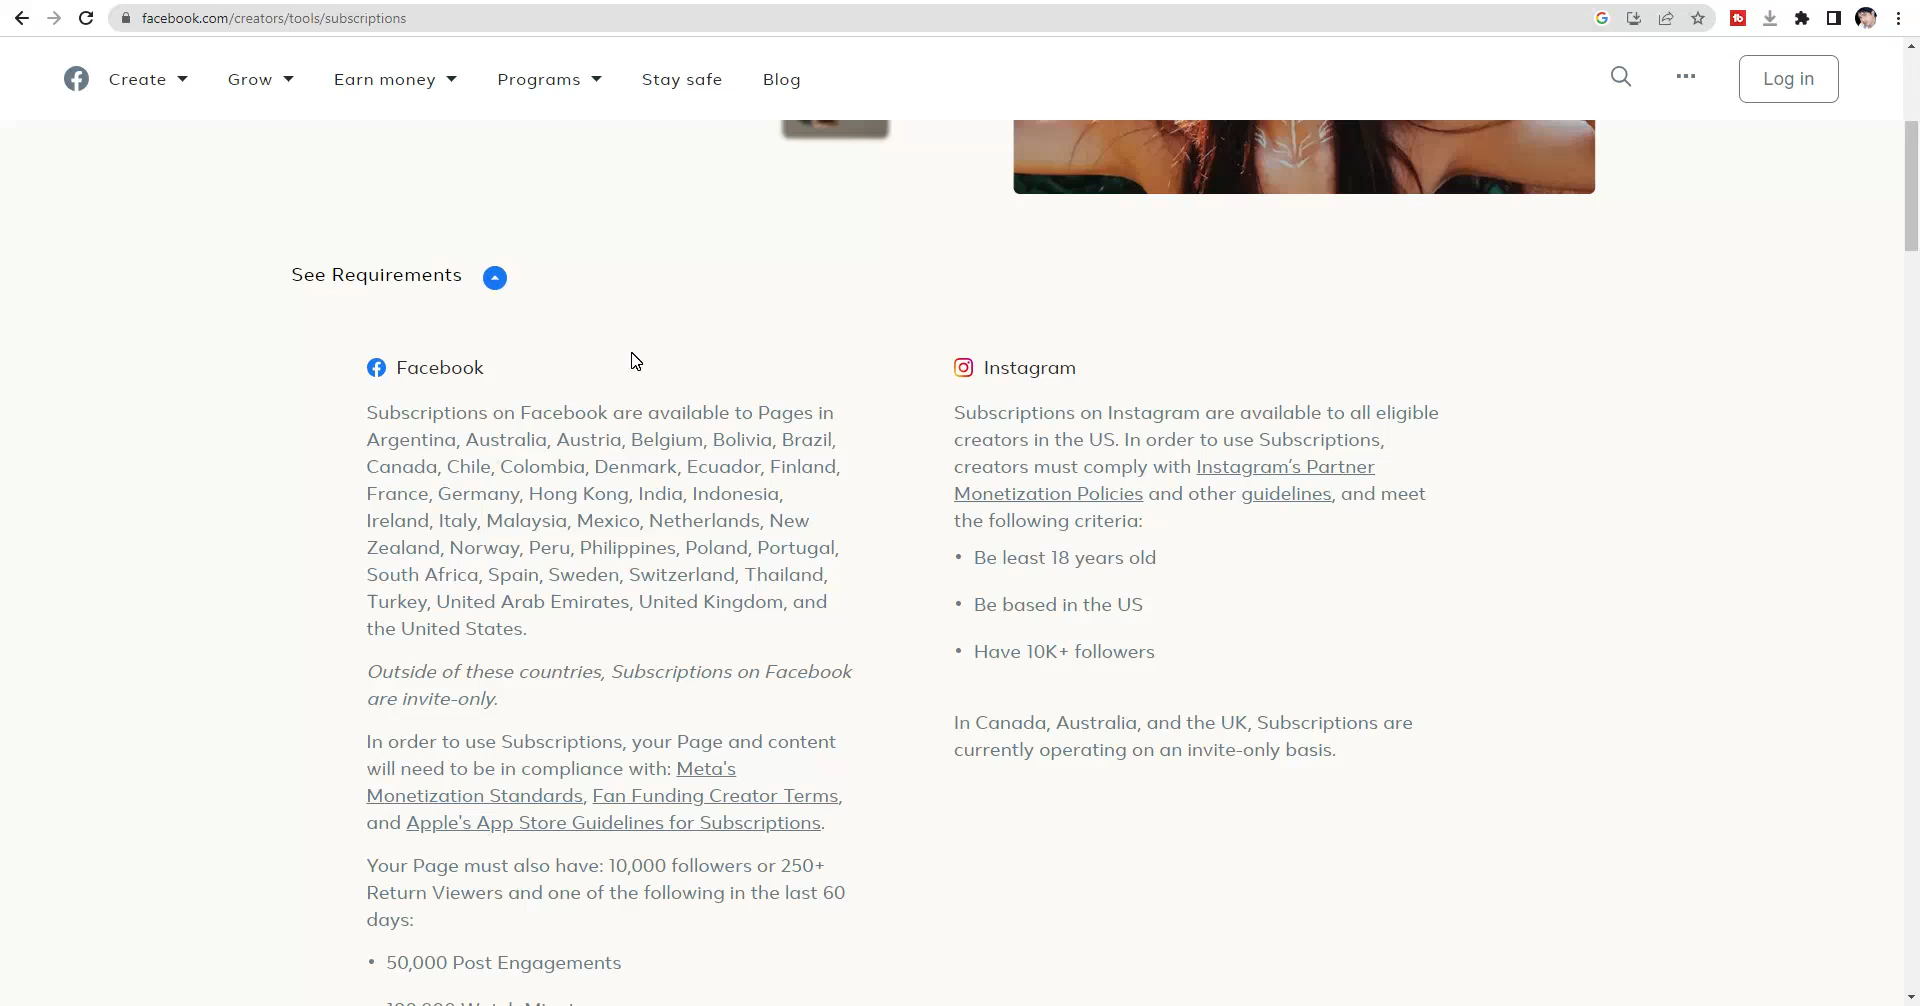 facebook.com/creators/tools/subscriptions
Create
Grow
Earn money
Programs
Stay safe
Blog
Log in
See Requirements
Facebook
Subscriptions on Facebook are available to Pages in
Argentina, Australia, Austria, Belgium, Bolivia, Brazil,
Canada, Chile, Colombia, Denmark, Ecuador, Finland,
France, Germany, Hong Kong, India, Indonesia,
Ireland, Italy, Malaysia, Mexico, Netherlands, New
Zealand, Norway, Peru, Philippines, Poland, Portugal,
South Africa, Spain, Sweden, Switzerland, Thailand,
Turkey, United Arab Emirates, United Kingdom, and
the United States.
Outside of these countries, Subscriptions on Facebook
are invite-only.
In order to use Subscriptions, your Page and content
will need to be in compliance with: Meta's
Monetization Standards, Fan Funding Creator Terms,
and Apple's App Store Guidelines for Subscriptions.
Your Page must also have: 10,000 followers or 250+
Return Viewers and one of the following in the last 60
days:
• 50,000 Post Engagements
Instagram
Subscriptions on Instagram are available to all eligible
creators in the US. In order to use Subscriptions,
creators must comply with Instagram's Partner
Monetization Policies and other guidelines, and meet
the following criteria:
• Be least 18 years old
• Be based in the US
• Have 10K+ followers
In Canada, Australia, and the UK, Subscriptions are
currently operating on an invite-only basis.